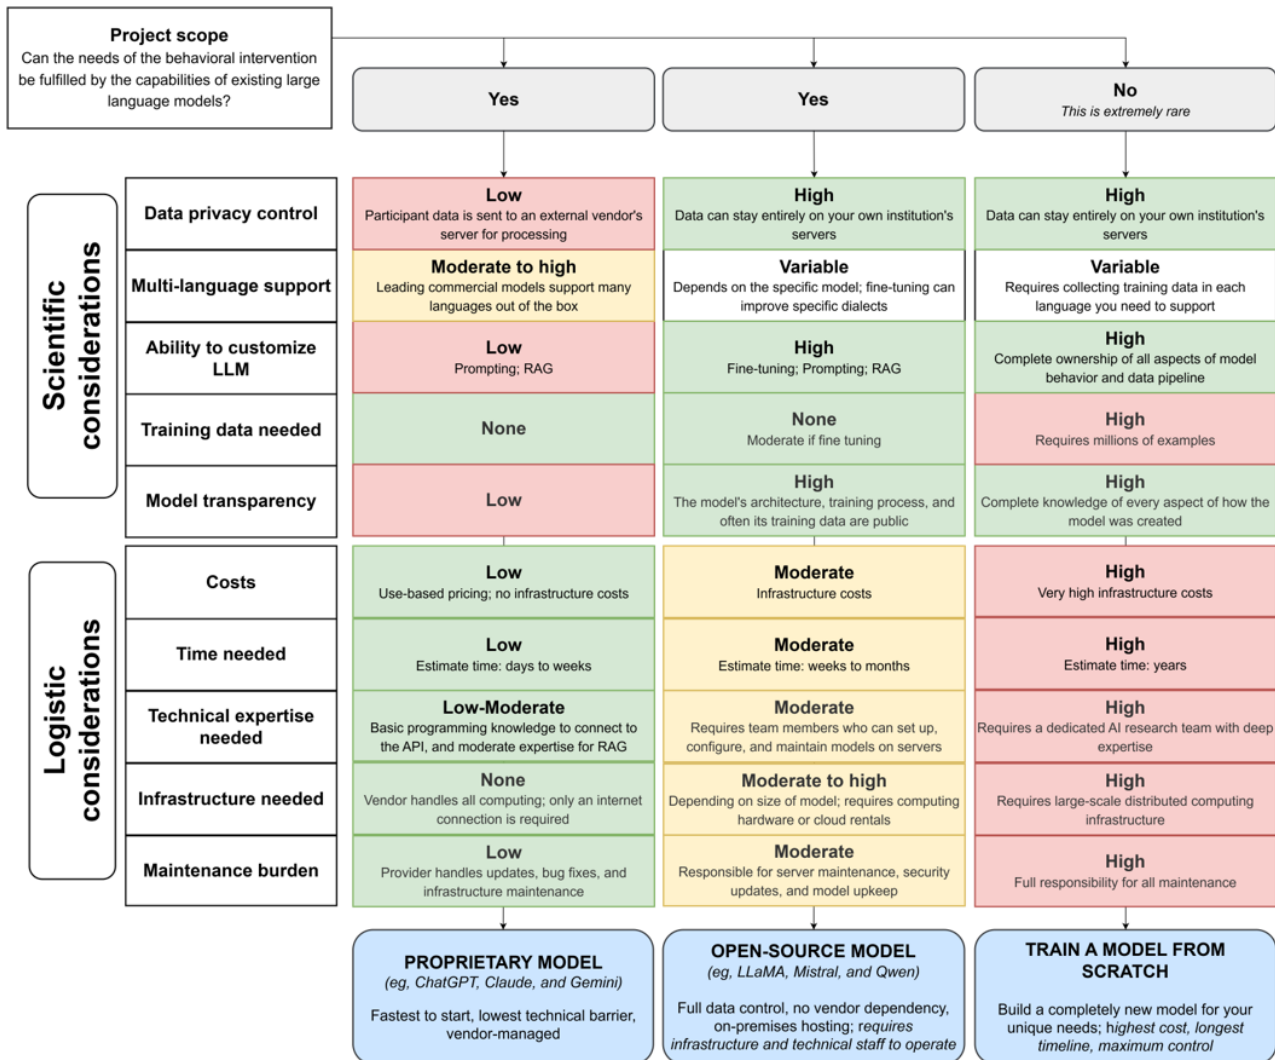 Project scope
Can the needs of the behavioral intervention
be fulfilled by the capabilities of existing large
language models?
Yes
Yes
No
This is extremely rare
Scientific
considerations
Data privacy control
Low
Participant data is sent to an external vendor's
server for processing
High
Data can stay entirely on your own institution's
servers
High
Data can stay entirely on your own institution's
servers
Multi-language support
Moderate to high
Leading commercial models support many
languages out of the box
Variable
Depends on the specific model; fine-tuning can
improve specific dialects
Variable
Requires collecting training data in each
language you need to support
Ability to customize
LLM
Low
Prompting; RAG
High
Fine-tuning; Prompting; RAG
High
Complete ownership of all aspects of model
behavior and data pipeline
Training data needed
None
None
Moderate if fine tuning
High
Requires millions of examples
Model transparency
Low
High
The model's architecture, training process, and
often its training data are public
High
Complete knowledge of every aspect of how the
model was created
Logistic
considerations
Costs
Low
Use-based pricing; no infrastructure costs
Moderate
Infrastructure costs
High
Very high infrastructure costs
Time needed
Low
Estimate time: days to weeks
Moderate
Estimate time: weeks to months
High
Estimate time: years
Technical expertise
needed
Low-Moderate
Basic programming knowledge to connect to
the API, and moderate expertise for RAG
Moderate
Requires team members who can set up,
configure, and maintain models on servers
High
Requires a dedicated AI research team with deep
expertise
Infrastructure needed
None
Vendor handles all computing; only an internet
connection is required
Moderate to high
Depending on size of model; requires computing
hardware or cloud rentals
High
Requires large-scale distributed computing
infrastructure
Maintenance burden
Low
Provider handles updates, bug fixes, and
infrastructure maintenance
Moderate
Responsible for server maintenance, security
updates, and model upkeep
High
Full responsibility for all maintenance
PROPRIETARY MODEL
(eg, ChatGPT, Claude, and Gemini)
Fastest to start, lowest technical barrier,
vendor-managed
OPEN-SOURCE MODEL
(eg, LLaMA, Mistral, and Qwen)
Full data control, no vendor dependency,
on-premises hosting; requires
infrastructure and technical staff to operate
TRAIN A MODEL FROM
SCRATCH
Build a completely new model for your
unique needs; highest cost, longest
timeline, maximum control